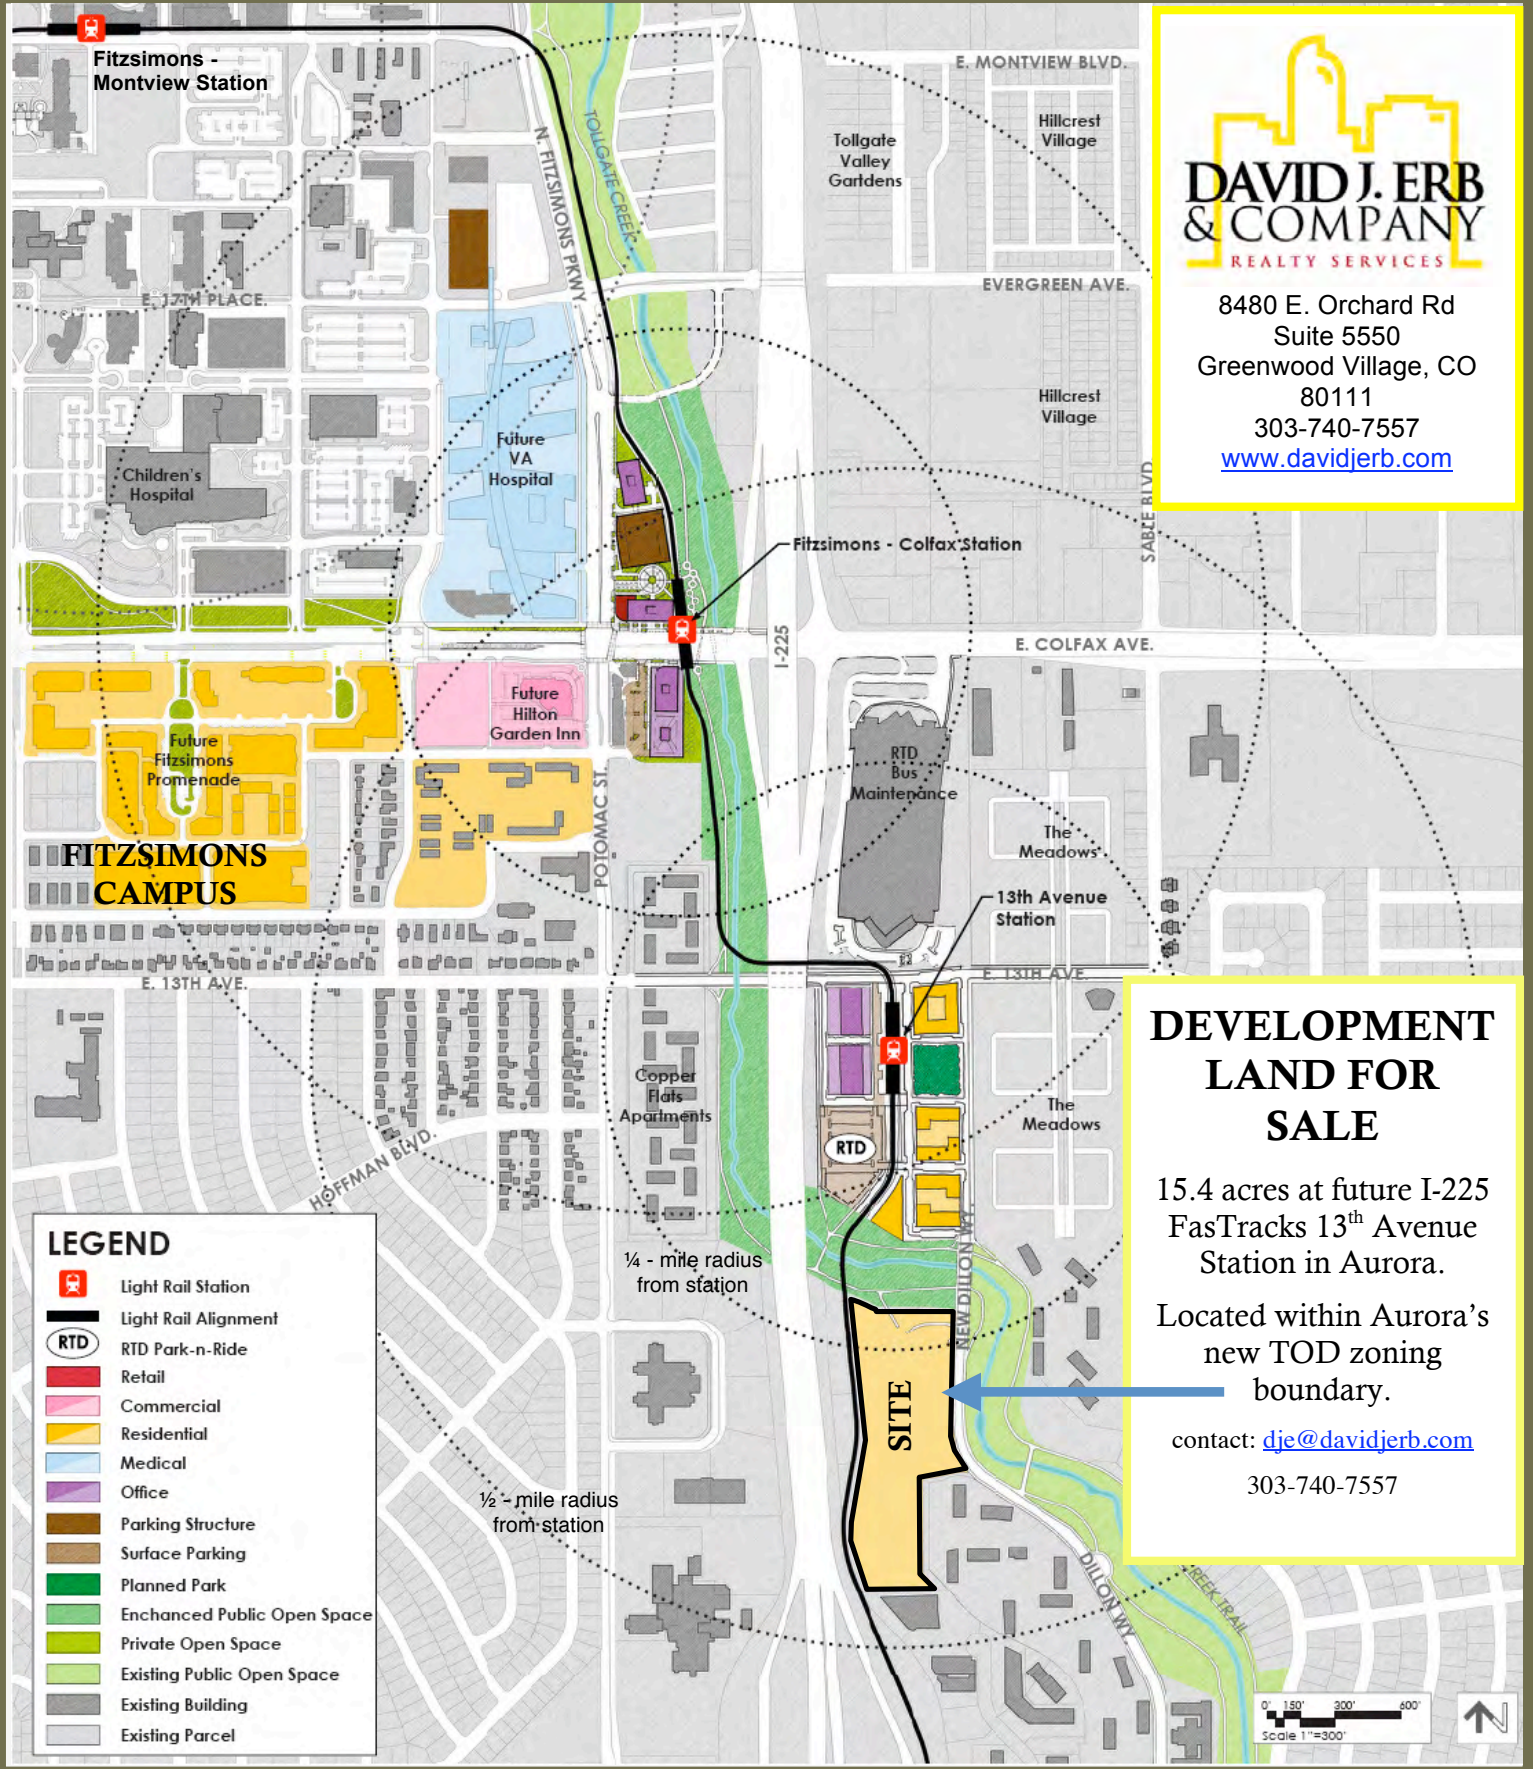 Fitzsimons -
Montview Station
E. MONTVIEW BLVD.
TOLLGATE CREEK
N. FITZSIMONS PKWY.
Tollgate
Valley
Gartdens
Hillcrest
Village
DAVID J. ERB
& COMPANY
REALTY SERVICES
8480 E. Orchard Rd
Suite 5550
Greenwood Village, CO
80111
303-740-7557
www.davidjerb.com
E. 17TH PLACE.
EVERGREEN AVE.
Hillcrest
Village
Future
VA
Hospital
Children's
Hospital
SABLE BLVD.
Fitzsimons - Colfax Station
I-225
E. COLFAX AVE.
Future
Hilton
Garden Inn
Future
Fitzsimons
Promenade
POTOMAC ST.
RTD
Bus
Maintenance
The
Meadows
FITZSIMONS
CAMPUS
13th Avenue
Station
E. 13TH AVE.
E. 13TH AVE.
Copper
Flats
Apartments
The
Meadows
RTD
HOFFMAN BLVD.
NEW DILLON WY.
DEVELOPMENT
LAND FOR
SALE
15.4 acres at future I-225
FasTracks 13th Avenue
Station in Aurora.
Located within Aurora's
new TOD zoning
boundary.
contact: dje@davidjerb.com
303-740-7557
¼ - mile radius
from station
SITE
½ - mile radius
from station
DILLON WY.
CREEK TRAIL
LEGEND
Light Rail Station
Light Rail Alignment
RTD
RTD Park-n-Ride
Retail
Commercial
Residential
Medical
Office
Parking Structure
Surface Parking
Planned Park
Enchanced Public Open Space
Private Open Space
Existing Public Open Space
Existing Building
Existing Parcel
0' 150' 300' 600'
Scale 1"=300'
N